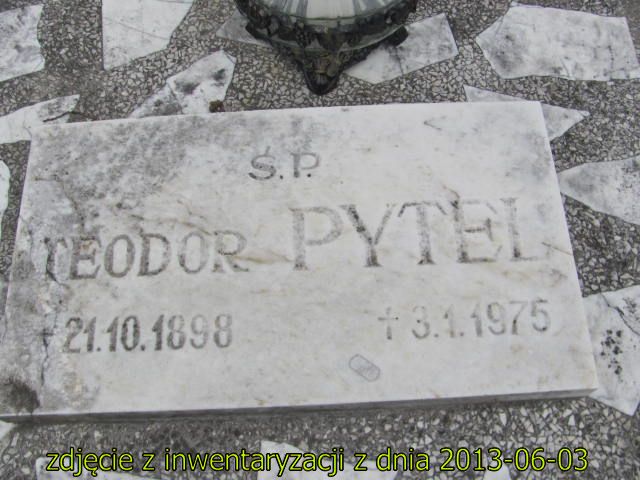 Ś.P.
TEODOR PYTEL
* 21.10.1898 † 3.1.1975
zdjęcie z inwentaryzacji z dnia 2013-06-03